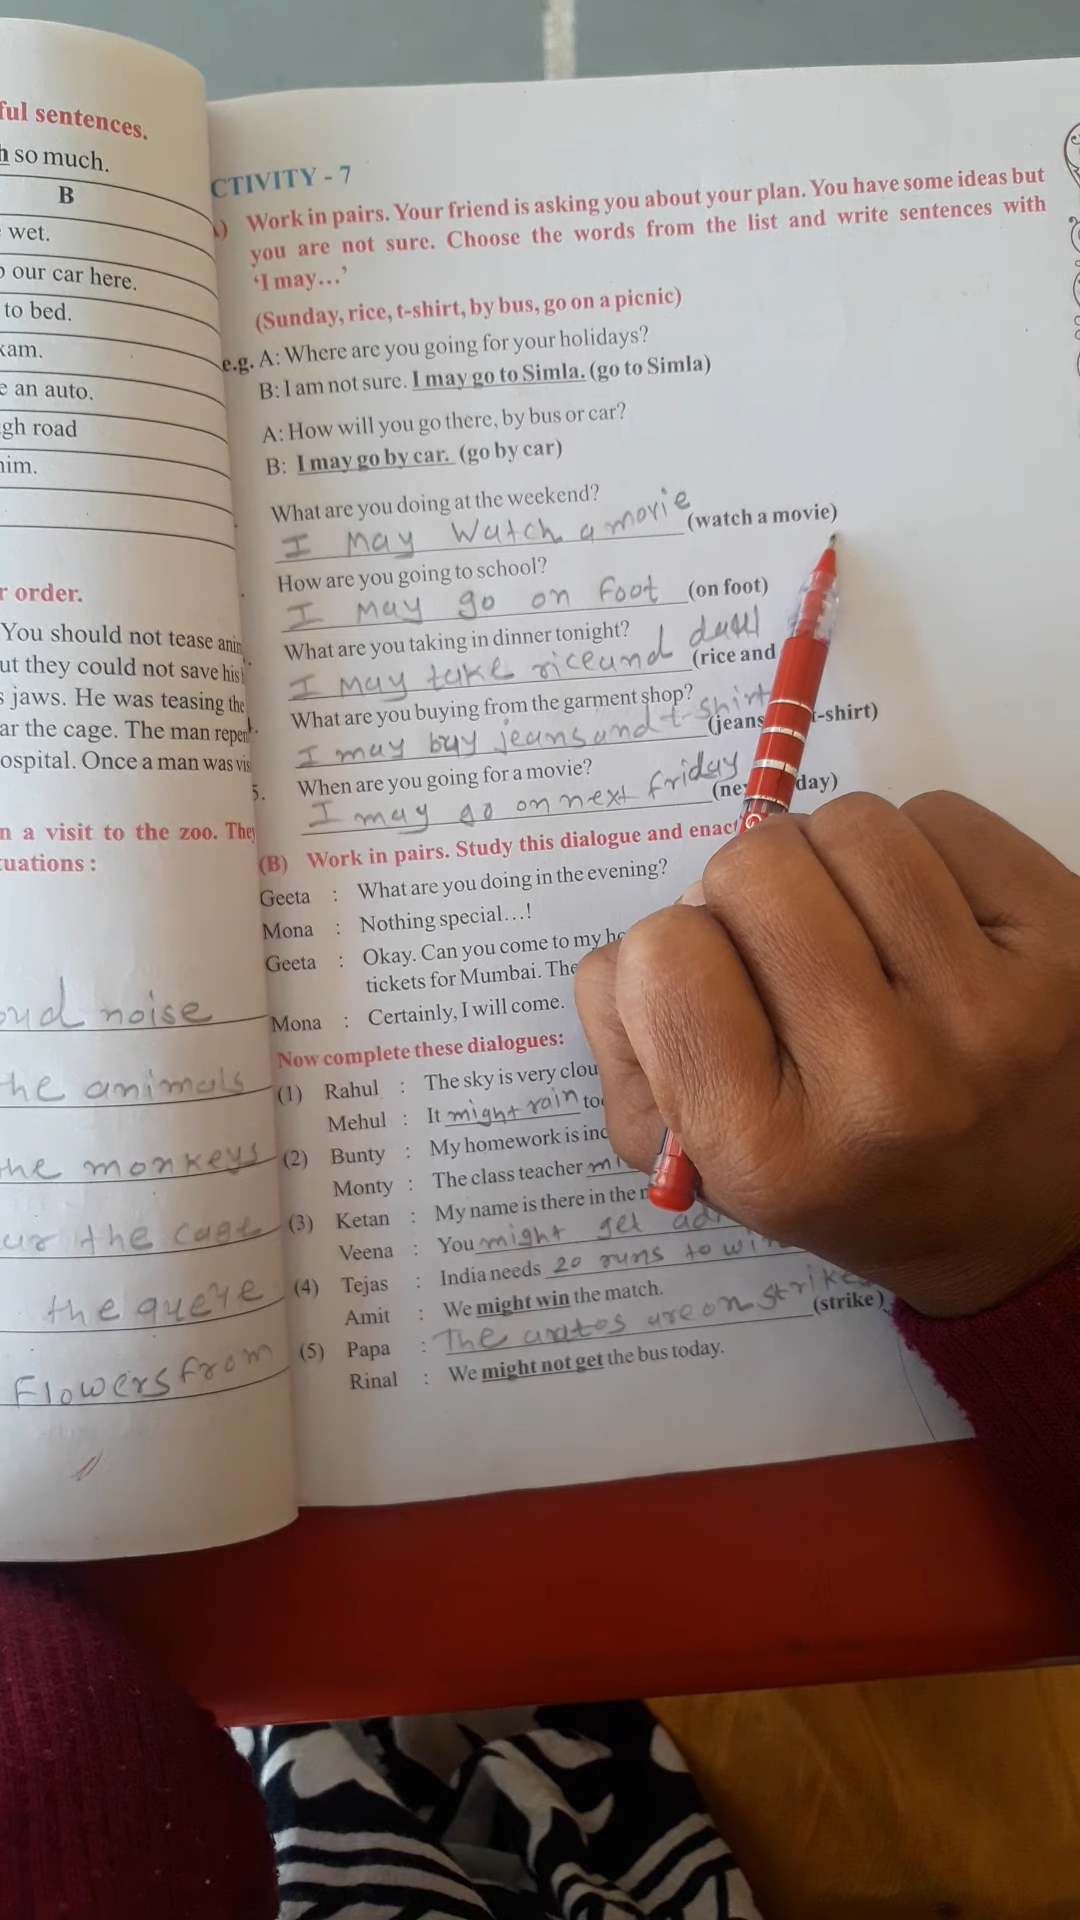 ful sentences.
h so much.
B
wet.
our car here.
to bed.
xam.
e an auto.
gh road
him.
r order.
You should not tease
ut they could not save his
s jaws. He was teasing the
ar the cage. The man
ospital. Once a man was
n a visit to the zoo. They
tuations :
oud noise
the animals
the monkeys
the cage
the queue
Flowers from
CTIVITY - 7
) Work in pairs. Your friend is asking you about your plan. You have some ideas but
you are not sure. Choose the words from the list and write sentences with
‘I may...’
(Sunday, rice, t-shirt, by bus, go on a picnic)
e.g. A: Where are you going for your holidays?
B: I am not sure. I may go to Simla. (go to Simla)
A: How will you go there, by bus or car?
B: I may go by car. (go by car)
What are you doing at the weekend?
I may watch a movie (watch a movie)
How are you going to school?
I may go on foot (on foot)
What are you taking in dinner tonight?
I may take rice and (rice and
What are you buying from the garment shop?
I may buy jeans and t-shirt (jeans t-shirt)
5. When are you going for a movie?
I may go on next friday (ne day)
(B) Work in pairs. Study this dialogue and enact
Geeta : What are you doing in the evening?
Mona : Nothing special...!
Geeta : Okay. Can you come to my
tickets for Mumbai. The
Mona : Certainly, I will come.
Now complete these dialogues:
(1) Rahul : The sky is very clou
Mehul : It might rain to
(2) Bunty : My homework is inc
Monty : The class teacher
(3) Ketan : My name is there in the
Veena : You might get
(4) Tejas : India needs 20 runs to
Amit : We might win the match.
(5) Papa : The autos are on strike (strike)
Rinal : We might not get the bus today.